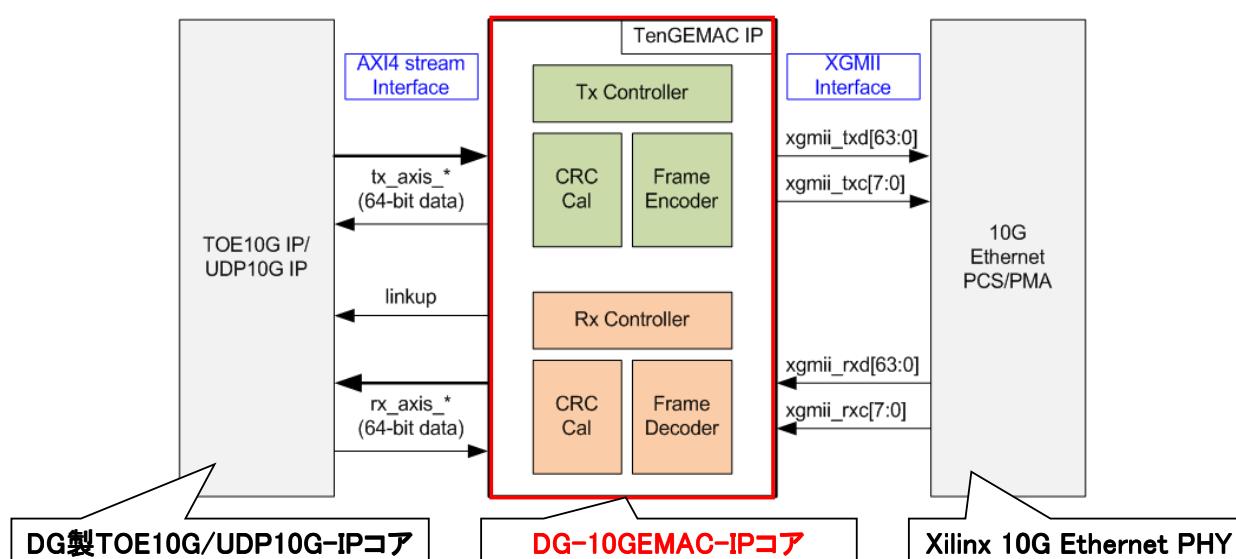 TenGEMAC IP
AXI4 stream
Interface
XGMII
Interface
Tx Controller
CRC
Cal
Frame
Encoder
tx_axis_*
(64-bit data)
xgmii_txd[63:0]
xgmii_txc[7:0]
TOE10G IP/
UDP10G IP
10G
Ethernet
PCS/PMA
linkup
Rx Controller
CRC
Cal
Frame
Decoder
rx_axis_*
(64-bit data)
xgmii_rxd[63:0]
xgmii_rxc[7:0]
DG製TOE10G/UDP10G-IPコア
DG-10GEMAC-IPコア
Xilinx 10G Ethernet PHY